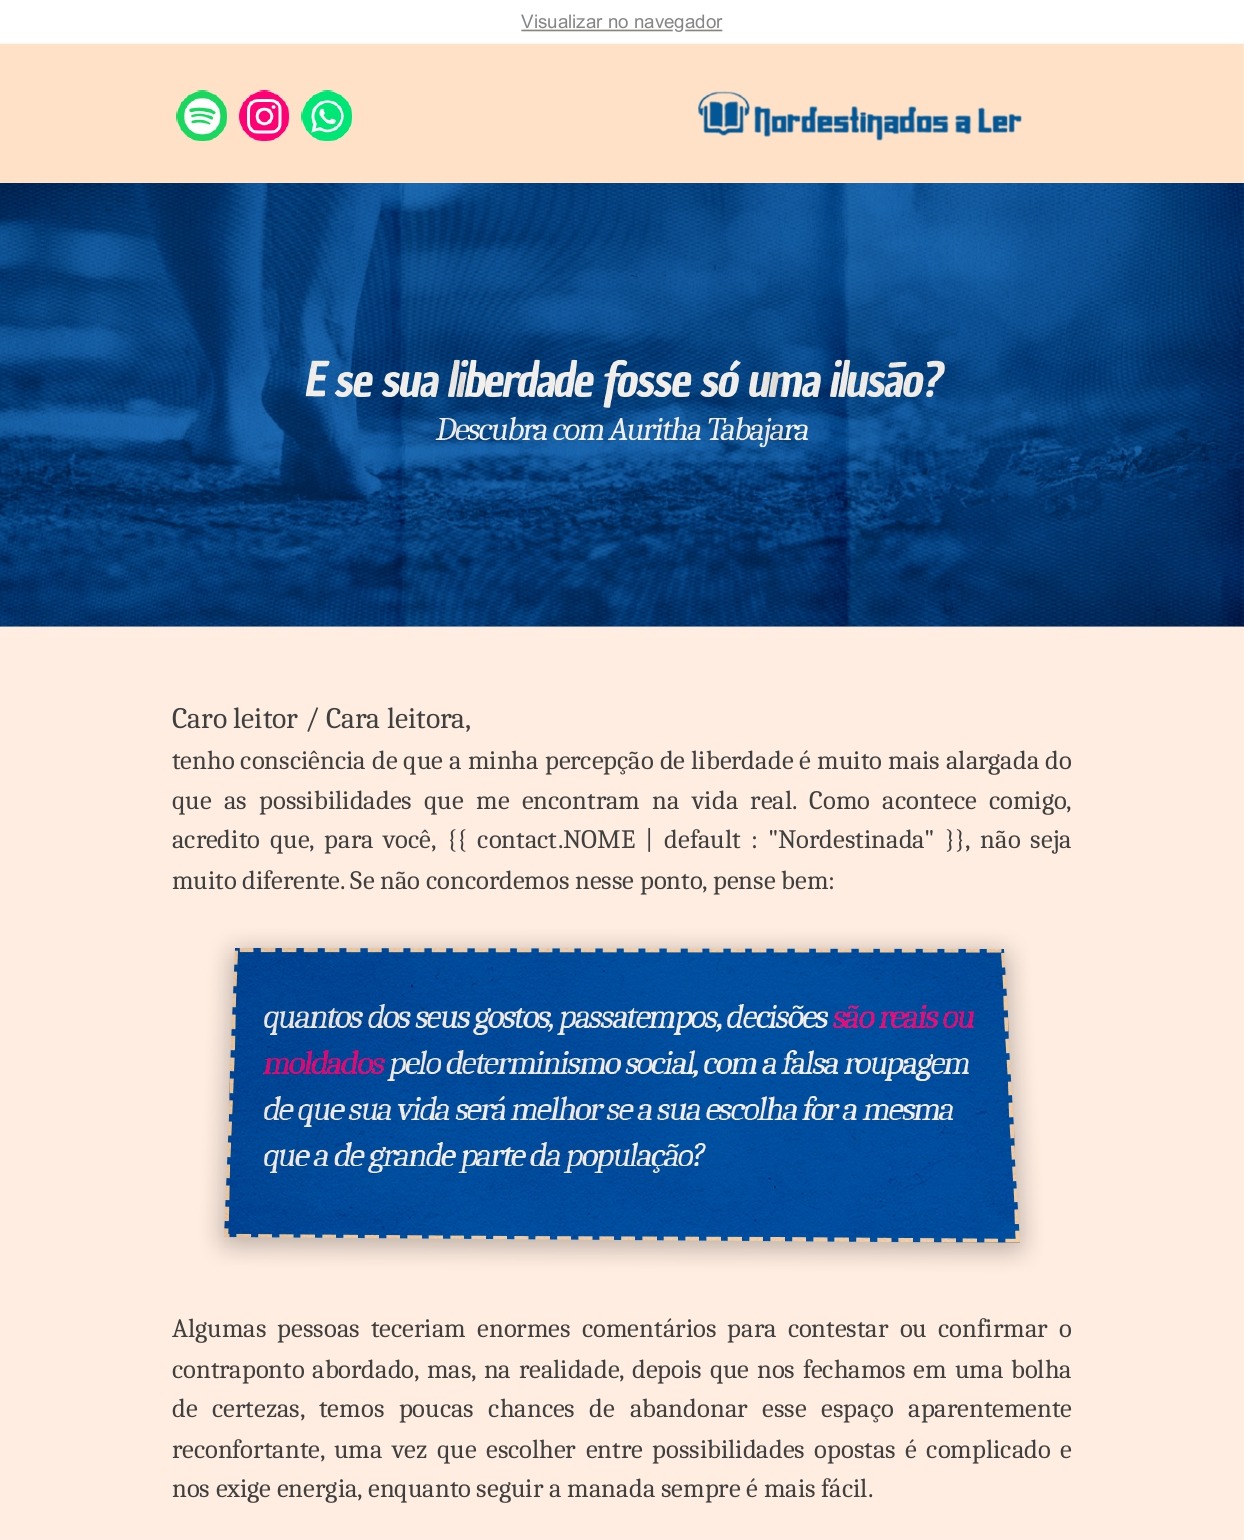 Visualizar no navegador
Nordestinados a Ler
E se sua liberdade fosse só uma ilusão?
Descubra com Auritha Tabajara
Caro leitor / Cara leitora,
tenho consciência de que a minha percepção de liberdade é muito mais alargada do
que as possibilidades que me encontram na vida real. Como acontece comigo,
acredito que, para você, {{ contact.NOME | default : "Nordestinada" }}, não seja
muito diferente. Se não concordemos nesse ponto, pense bem:
quantos dos seus gostos, passatempos, decisões são reais ou
moldados pelo determinismo social, com a falsa roupagem
de que sua vida será melhor se a sua escolha for a mesma
que a de grande parte da população?
Algumas pessoas teceriam enormes comentários para contestar ou confirmar o
contraponto abordado, mas, na realidade, depois que nos fechamos em uma bolha
de certezas, temos poucas chances de abandonar esse espaço aparentemente
reconfortante, uma vez que escolher entre possibilidades opostas é complicado e
nos exige energia, enquanto seguir a manada sempre é mais fácil.